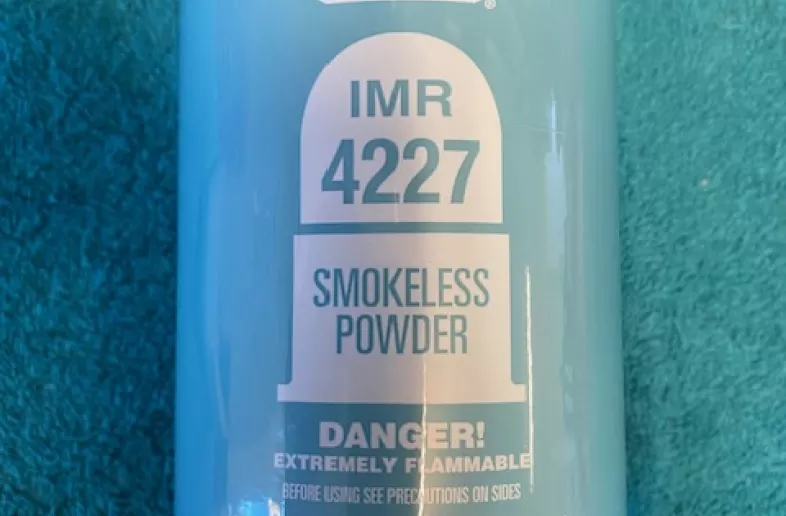 ®
IMR
4227
SMOKELESS
POWDER
DANGER!
EXTREMELY FLAMMABLE
BEFORE USING SEE PRECAUTIONS ON SIDES